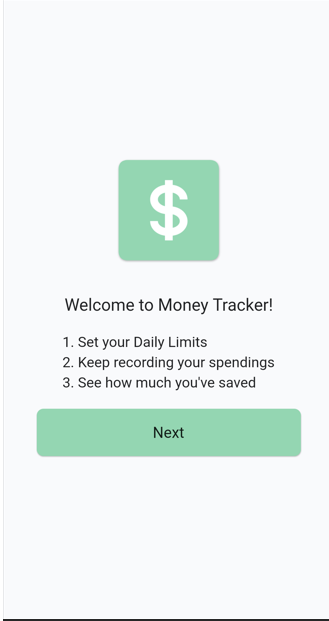 $
Welcome to Money Tracker!
1. Set your Daily Limits
2. Keep recording your spendings
3. See how much you've saved
Next